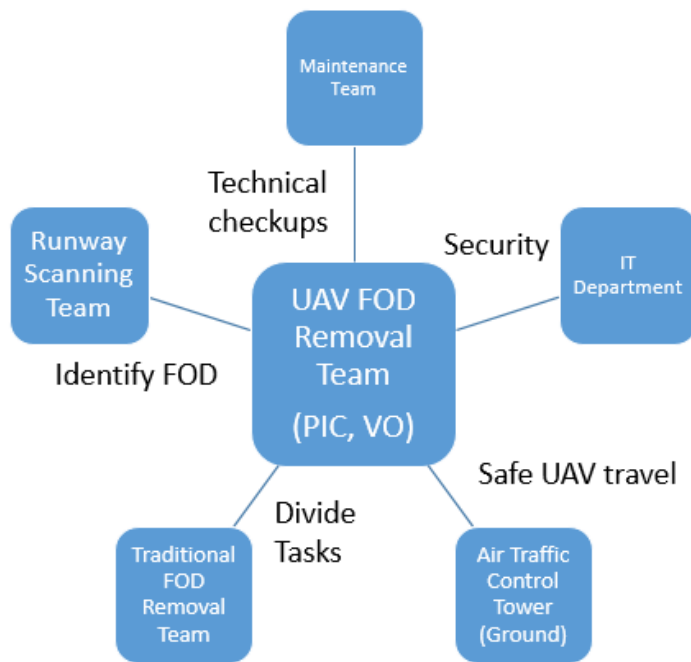 Maintenance
Team
Technical
checkups
Runway
Scanning
Team
Security
IT
Department
UAV FOD
Removal
Team
(PIC, VO)
Identify FOD
Safe UAV travel
Divide
Tasks
Traditional
FOD
Removal
Team
Air Traffic
Control
Tower
(Ground)